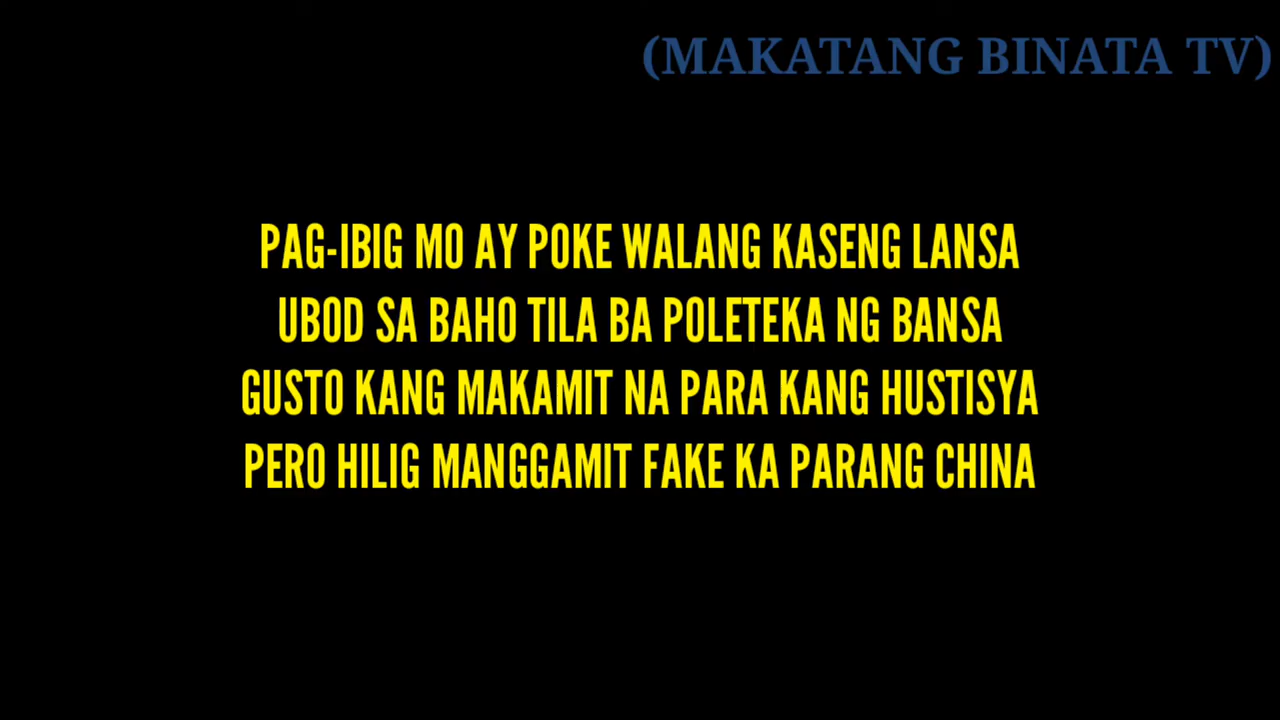 (MAKATANG BINATA TV)
PAG-IBIG MO AY POKE WALANG KASENG LANSA
UBOD SA BAHO TILA BA POLETEKA NG BANSA
GUSTO KANG MAKAMIT NA PARA KANG HUSTISYA
PERO HILIG MANGGAMIT FAKE KA PARANG CHINA